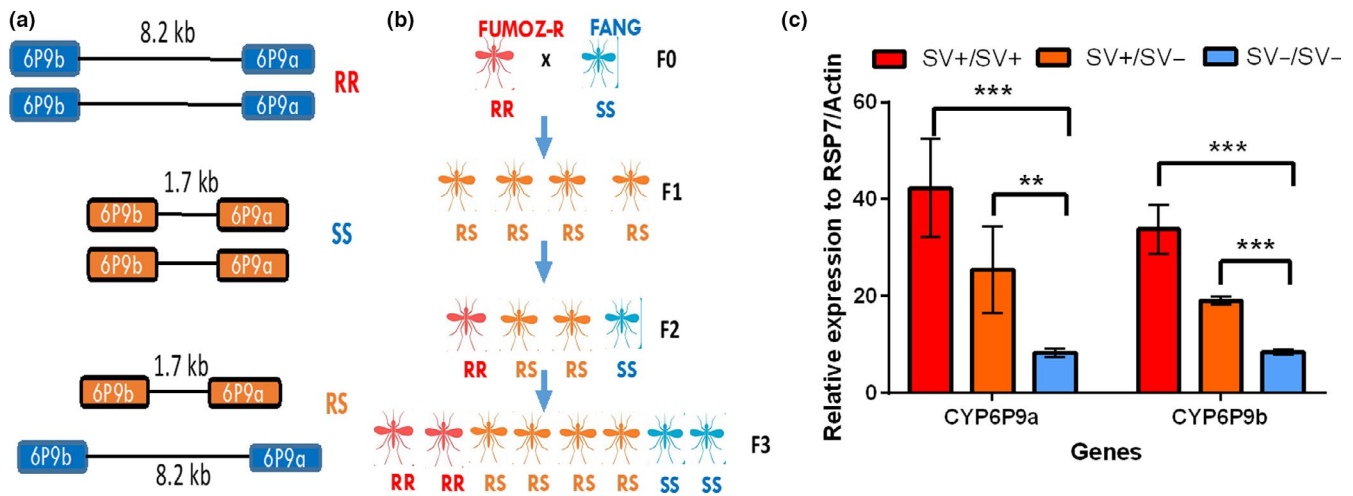 (a)
8.2 kb
6P9b 6P9a
6P9b 6P9a
RR
1.7 kb
6P9b 6P9a
6P9b 6P9a
SS
1.7 kb
6P9b 6P9a
RS
6P9b 6P9a
8.2 kb
(b)
FUMOZ-R FANG
x F0
RR SS
F1
RS RS RS RS
F2
RR RS RS SS
F3
RR RR RS RS RS RS SS SS
(c)
SV+/SV+ SV+/SV− SV−/SV−
Relative expression to RSP7/Actin
60
40
20
0
***
**
***
***
CYP6P9a CYP6P9b
Genes